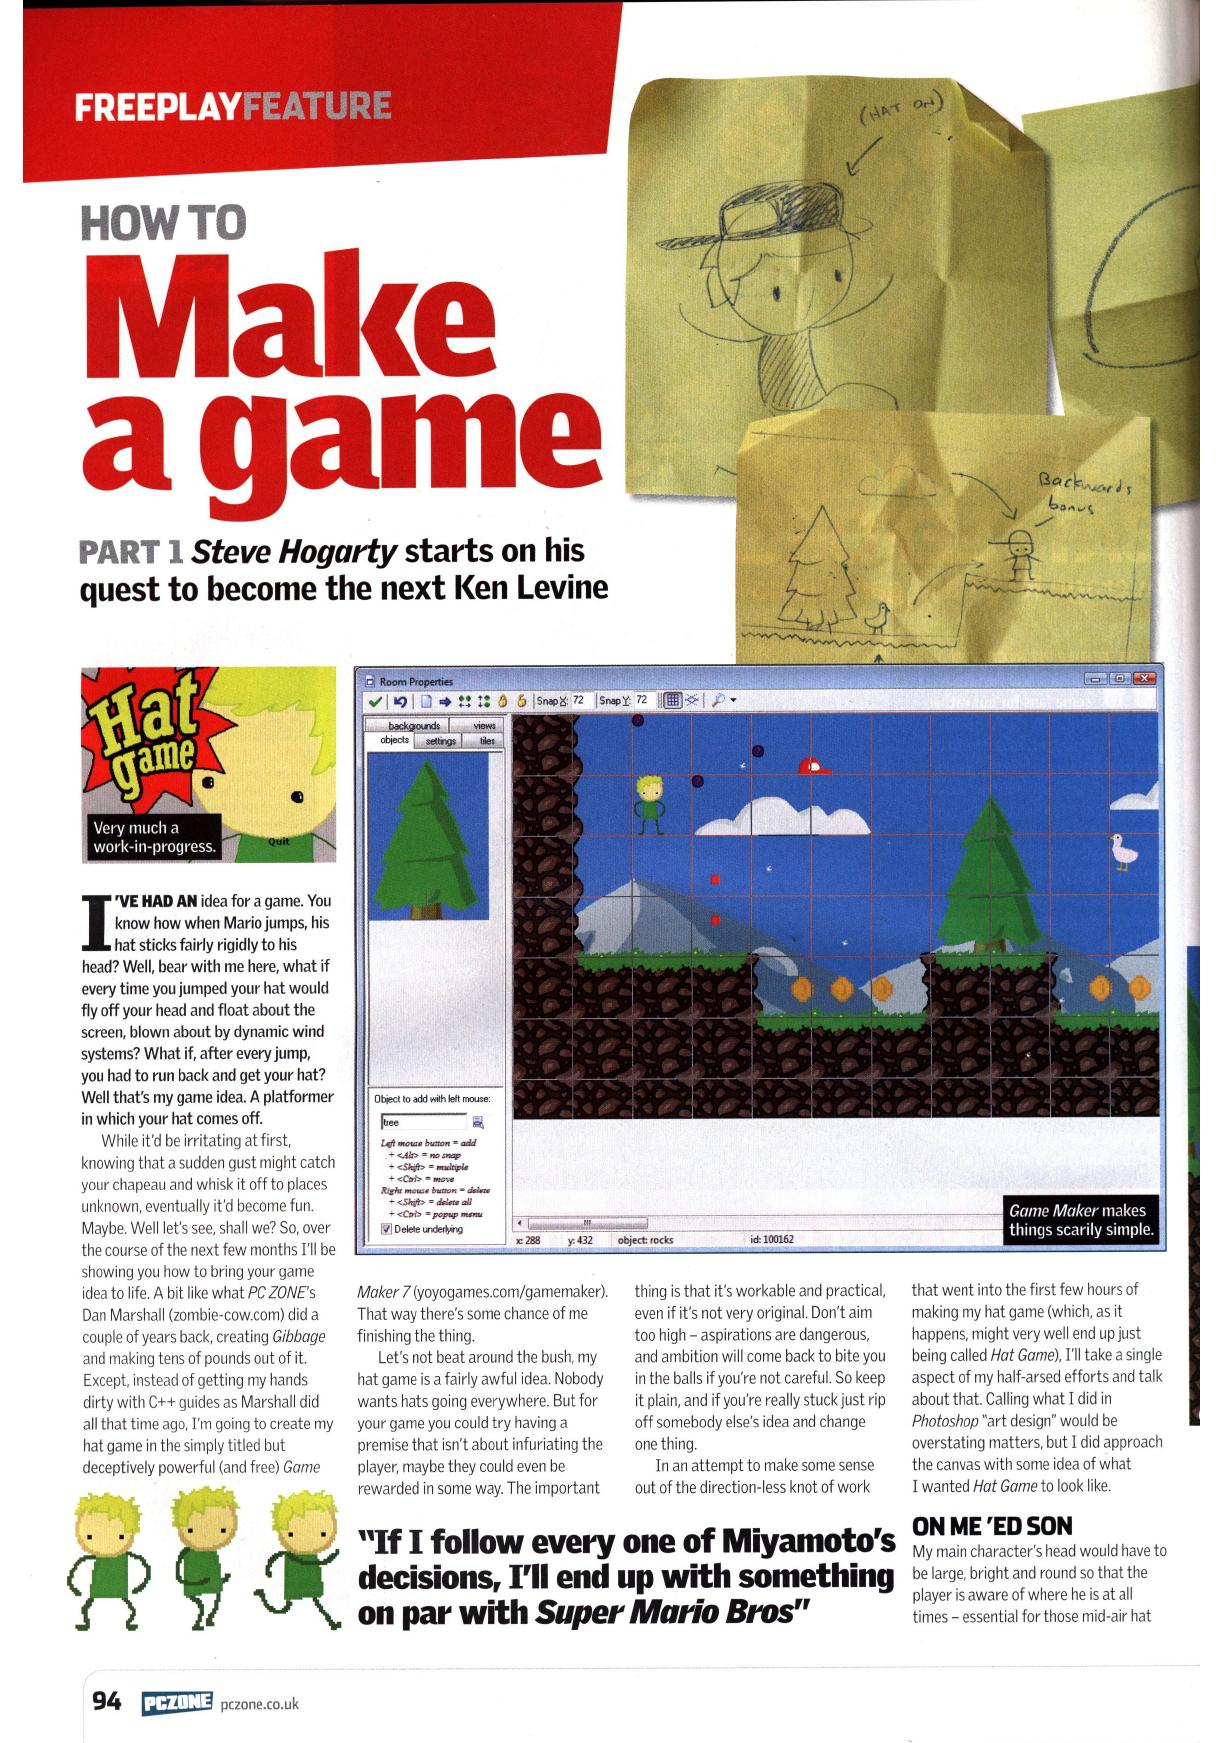 FREEPLAYFEATURE
HOW TO
Make
a game
PART 1 Steve Hogarty starts on his
quest to become the next Ken Levine
(HAT ON)
Backwards
bonus
Hat
game
Quit
Very much a
work-in-progress.
Room Properties
Snap X: 72
Snap Y: 72
backgrounds
views
objects
settings
tiles
Object to add with left mouse:
tree
Left mouse button = add
+ <Alt> = no snap
+ <Shift> = multiple
+ <Ctrl> = move
Right mouse button = delete
+ <Shift> = delete all
+ <Ctrl> = popup menu
Delete underlying
x: 288
y: 432
object: rocks
id: 100162
Game Maker makes
things scarily simple.
I'VE HAD AN idea for a game. You
know how when Mario jumps, his
hat sticks fairly rigidly to his
head? Well, bear with me here, what if
every time you jumped your hat would
fly off your head and float about the
screen, blown about by dynamic wind
systems? What if, after every jump,
you had to run back and get your hat?
Well that's my game idea. A platformer
in which your hat comes off.
While it'd be irritating at first,
knowing that a sudden gust might catch
your chapeau and whisk it off to places
unknown, eventually it'd become fun.
Maybe. Well let's see, shall we? So, over
the course of the next few months I'll be
showing you how to bring your game
idea to life. A bit like what PC ZONE's
Dan Marshall (zombie-cow.com) did a
couple of years back, creating Gibbage
and making tens of pounds out of it.
Except, instead of getting my hands
dirty with C++ guides as Marshall did
all that time ago, I'm going to create my
hat game in the simply titled but
deceptively powerful (and free) Game
Maker 7 (yoyogames.com/gamemaker).
That way there's some chance of me
finishing the thing.
Let's not beat around the bush, my
hat game is a fairly awful idea. Nobody
wants hats going everywhere. But for
your game you could try having a
premise that isn't about infuriating the
player, maybe they could even be
rewarded in some way. The important
thing is that it's workable and practical,
even if it's not very original. Don't aim
too high – aspirations are dangerous,
and ambition will come back to bite you
in the balls if you're not careful. So keep
it plain, and if you're really stuck just rip
off somebody else's idea and change
one thing.
In an attempt to make some sense
out of the direction-less knot of work
that went into the first few hours of
making my hat game (which, as it
happens, might very well end up just
being called Hat Game), I'll take a single
aspect of my half-arsed efforts and talk
about that. Calling what I did in
Photoshop "art design" would be
overstating matters, but I did approach
the canvas with some idea of what
I wanted Hat Game to look like.
ON ME 'ED SON
My main character's head would have to
be large, bright and round so that the
player is aware of where he is at all
times – essential for those mid-air hat
"If I follow every one of Miyamoto's
decisions, I'll end up with something
on par with Super Mario Bros"
94 PCZONE pczone.co.uk